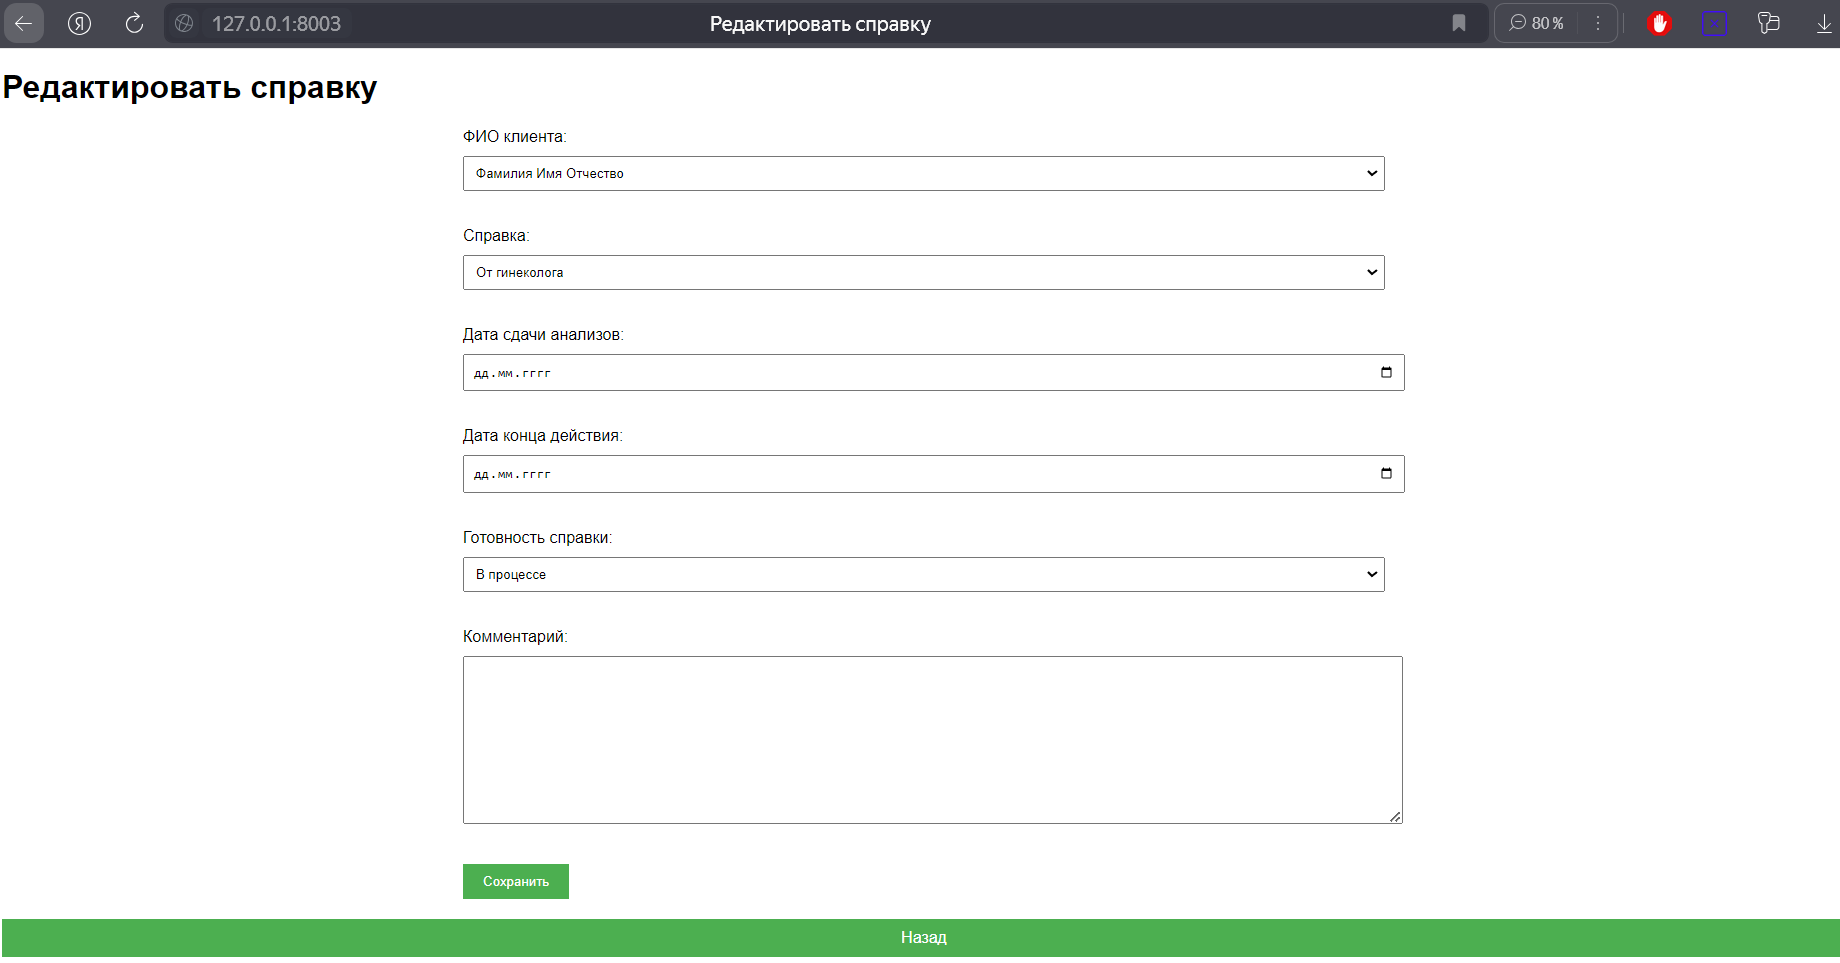 Я
127.0.0.1:8003
Редактировать справку
80 %
Редактировать справку
ФИО клиента:
Фамилия Имя Отчество
Справка:
От гинеколога
Дата сдачи анализов:
дд.мм.гггг
Дата конца действия:
дд.мм.гггг
Готовность справки:
В процессе
Комментарий:
Сохранить
Назад